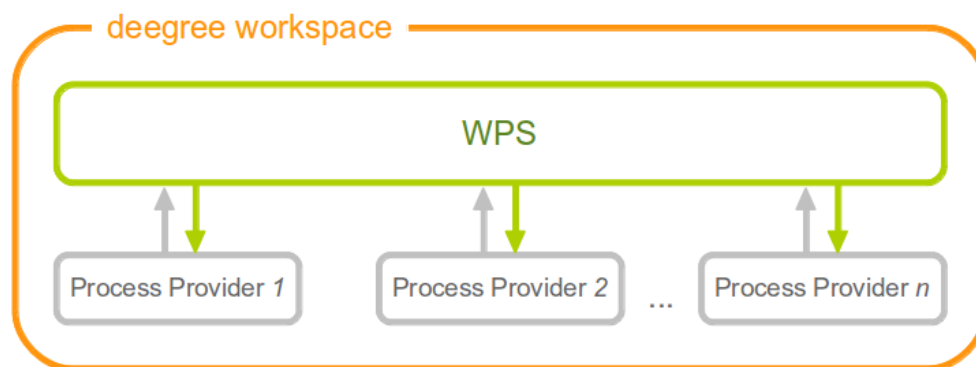 deegree workspace
WPS
Process Provider 1
Process Provider 2
...
Process Provider n